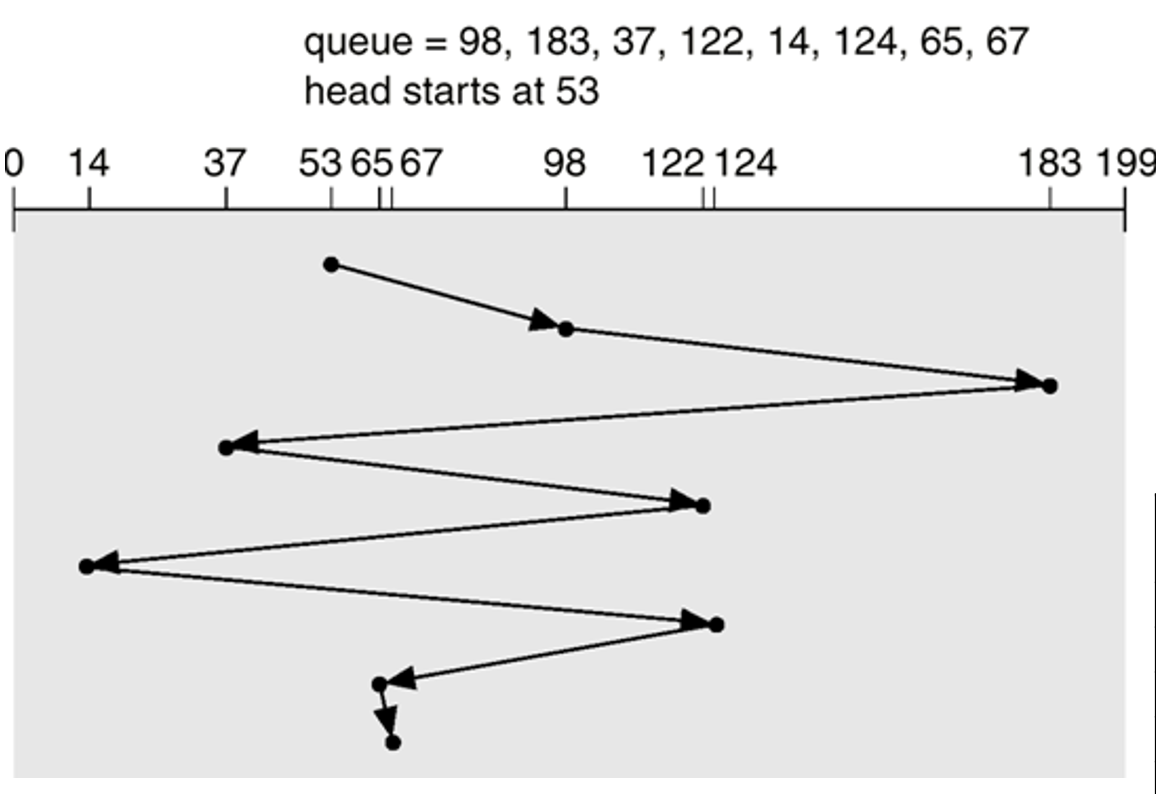 queue = 98, 183, 37, 122, 14, 124, 65, 67
head starts at 53
0 14 37 53 65 67 98 122 124 183 199